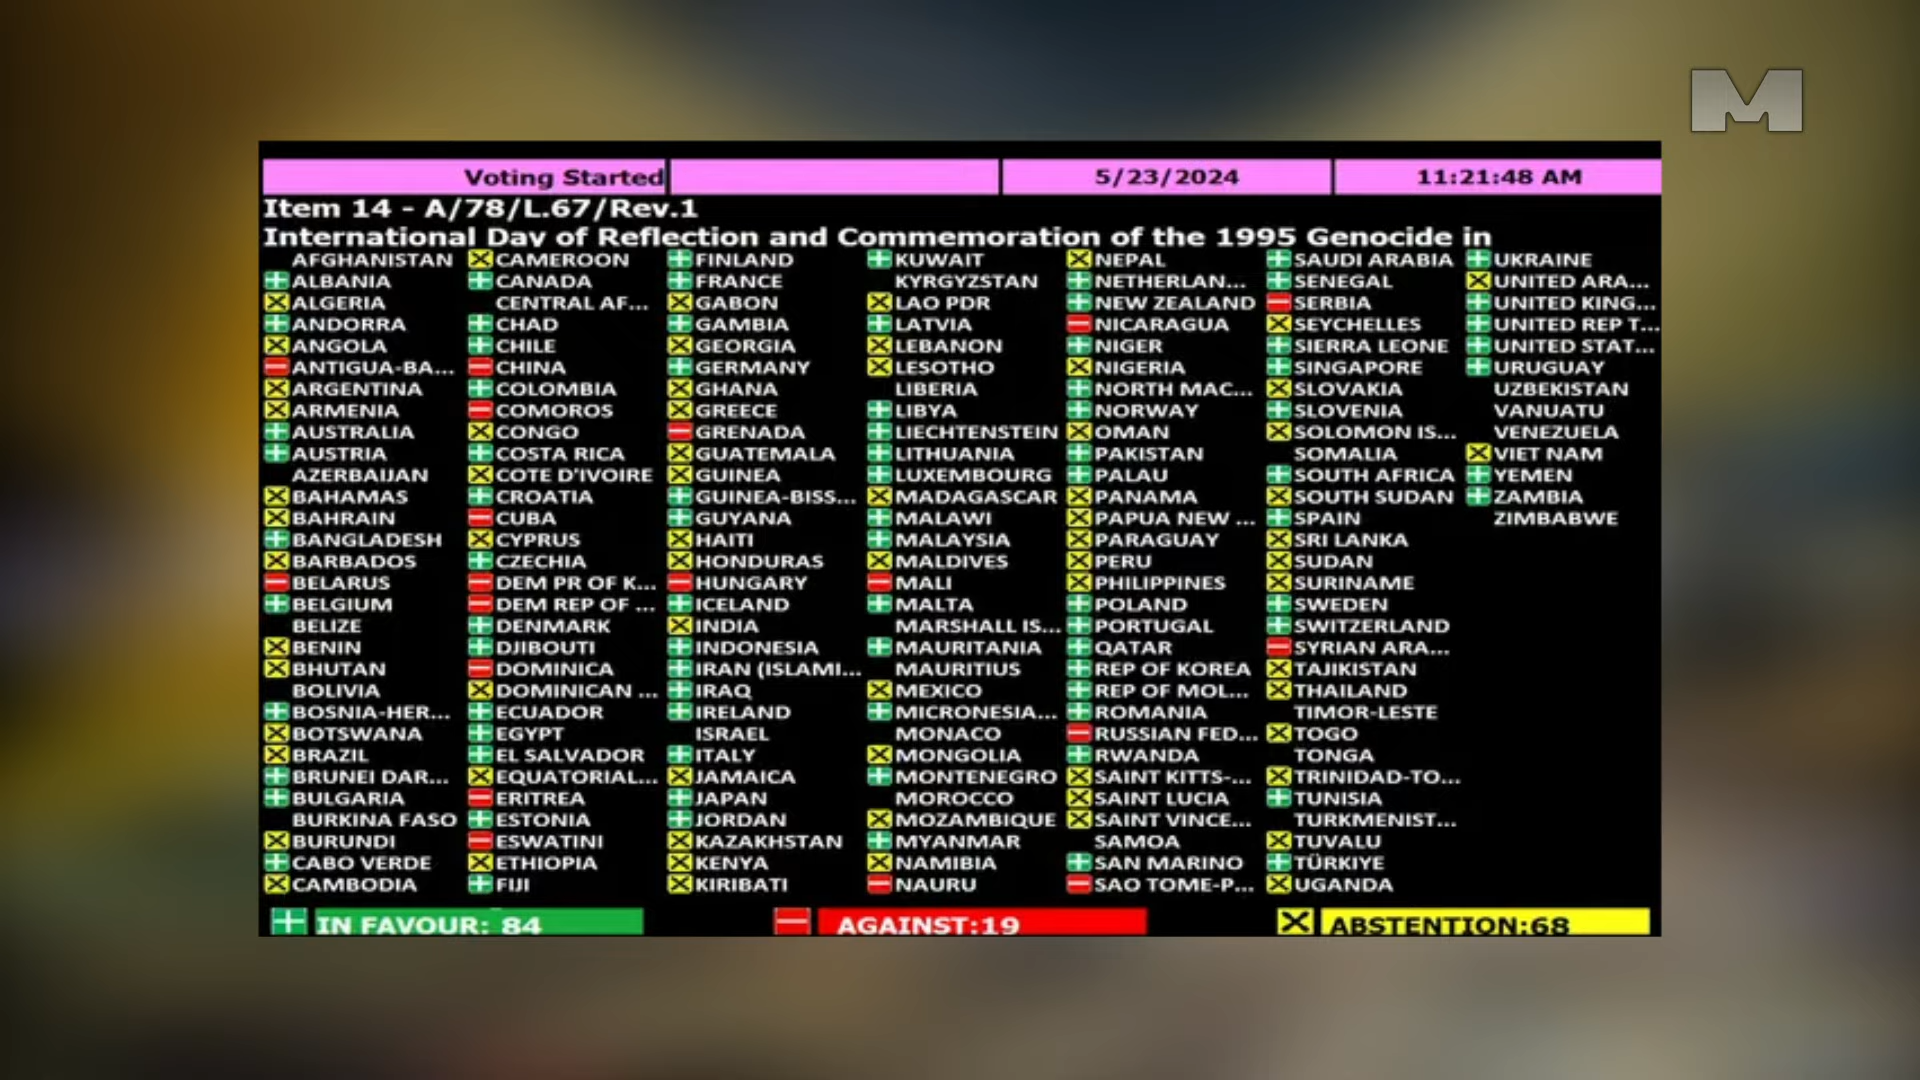 Voting Started 5/23/2024 11:21:48 AM
Item 14 - A/78/L.67/Rev.1
International Day of Reflection and Commemoration of the 1995 Genocide in
AFGHANISTAN
ALBANIA
ALGERIA
ANDORRA
ANGOLA
ANTIGUA-BA...
ARGENTINA
ARMENIA
AUSTRALIA
AUSTRIA
AZERBAIJAN
BAHAMAS
BAHRAIN
BANGLADESH
BARBADOS
BELARUS
BELGIUM
BELIZE
BENIN
BHUTAN
BOLIVIA
BOSNIA-HER...
BOTSWANA
BRAZIL
BRUNEI DAR...
BULGARIA
BURKINA FASO
BURUNDI
CABO VERDE
CAMBODIA
CAMEROON
CANADA
CENTRAL AF...
CHAD
CHILE
CHINA
COLOMBIA
COMOROS
CONGO
COSTA RICA
COTE D'IVOIRE
CROATIA
CUBA
CYPRUS
CZECHIA
DEM PR OF K...
DEM REP OF ...
DENMARK
DJIBOUTI
DOMINICA
DOMINICAN ...
ECUADOR
EGYPT
EL SALVADOR
EQUATORIAL...
ERITREA
ESTONIA
ESWATINI
ETHIOPIA
FIJI
FINLAND
FRANCE
GABON
GAMBIA
GEORGIA
GERMANY
GHANA
GREECE
GRENADA
GUATEMALA
GUINEA
GUINEA-BISS...
GUYANA
HAITI
HONDURAS
HUNGARY
ICELAND
INDIA
INDONESIA
IRAN (ISLAMI...
IRAQ
IRELAND
ISRAEL
ITALY
JAMAICA
JAPAN
JORDAN
KAZAKHSTAN
KENYA
KIRIBATI
KUWAIT
KYRGYZSTAN
LAO PDR
LATVIA
LEBANON
LESOTHO
LIBERIA
LIBYA
LIECHTENSTEIN
LITHUANIA
LUXEMBOURG
MADAGASCAR
MALAWI
MALAYSIA
MALDIVES
MALI
MALTA
MARSHALL IS...
MAURITANIA
MAURITIUS
MEXICO
MICRONESIA...
MONACO
MONGOLIA
MONTENEGRO
MOROCCO
MOZAMBIQUE
MYANMAR
NAMIBIA
NAURU
NEPAL
NETHERLAN...
NEW ZEALAND
NICARAGUA
NIGER
NIGERIA
NORTH MAC...
NORWAY
OMAN
PAKISTAN
PALAU
PANAMA
PAPUA NEW ...
PARAGUAY
PERU
PHILIPPINES
POLAND
PORTUGAL
QATAR
REP OF KOREA
REP OF MOL...
ROMANIA
RUSSIAN FED...
RWANDA
SAINT KITTS-...
SAINT LUCIA
SAINT VINCE...
SAMOA
SAN MARINO
SAO TOME-P...
SAUDI ARABIA
SENEGAL
SERBIA
SEYCHELLES
SIERRA LEONE
SINGAPORE
SLOVAKIA
SLOVENIA
SOLOMON IS...
SOMALIA
SOUTH AFRICA
SOUTH SUDAN
SPAIN
SRI LANKA
SUDAN
SURINAME
SWEDEN
SWITZERLAND
SYRIAN ARA...
TAJIKISTAN
THAILAND
TIMOR-LESTE
TOGO
TONGA
TRINIDAD-TO...
TUNISIA
TURKMENIST...
TUVALU
TÜRKIYE
UGANDA
UKRAINE
UNITED ARA...
UNITED KING...
UNITED REP T...
UNITED STAT...
URUGUAY
UZBEKISTAN
VANUATU
VENEZUELA
VIET NAM
YEMEN
ZAMBIA
ZIMBABWE
IN FAVOUR: 84 AGAINST:19 ABSTENTION:68
M